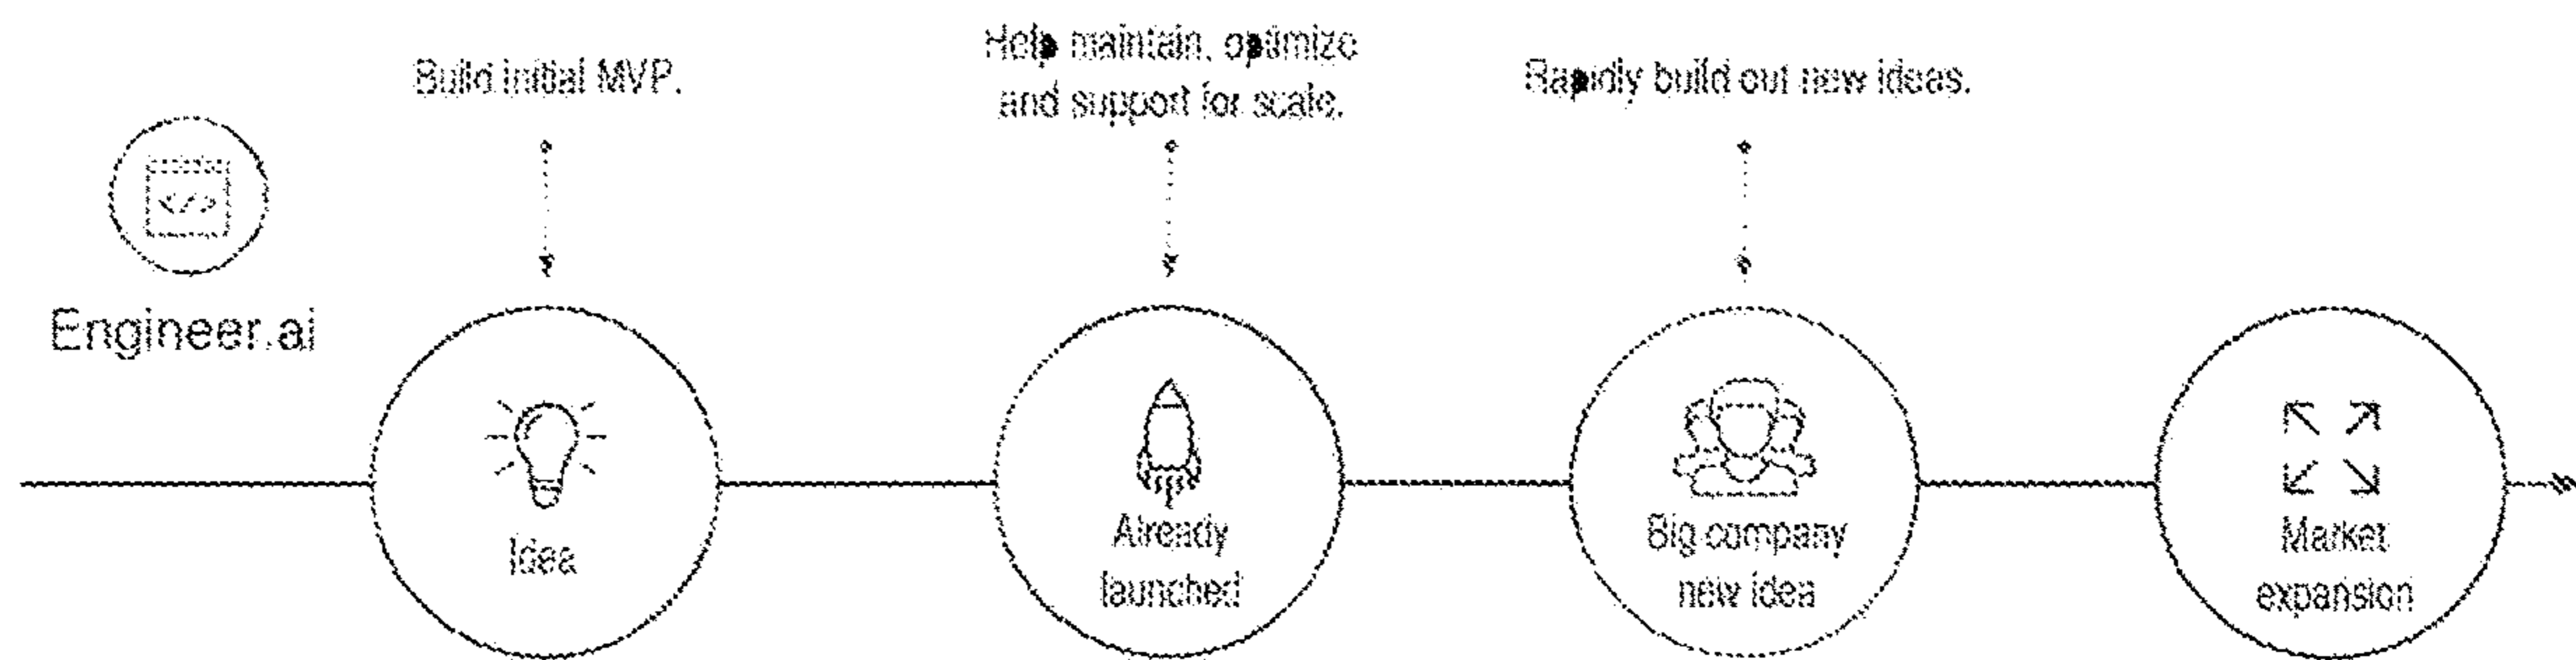 Build initial MVP.
Help maintain, optimize
and support for scale.
Rapidly build out new ideas.
</>
Engineer.ai
Idea
Already
launched
Big company
new idea
Market
expansion